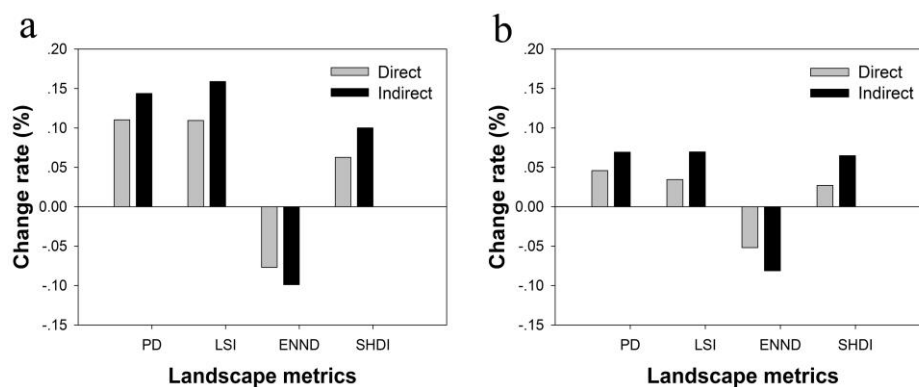 a
.20
.15
.10
.05
0.00
-.05
-.10
-.15
Change rate (%)
Direct
Indirect
PD LSI ENND SHDI
Landscape metrics
b
.20
.15
.10
.05
0.00
-.05
-.10
-.15
Change rate (%)
Direct
Indirect
PD LSI ENND SHDI
Landscape metrics